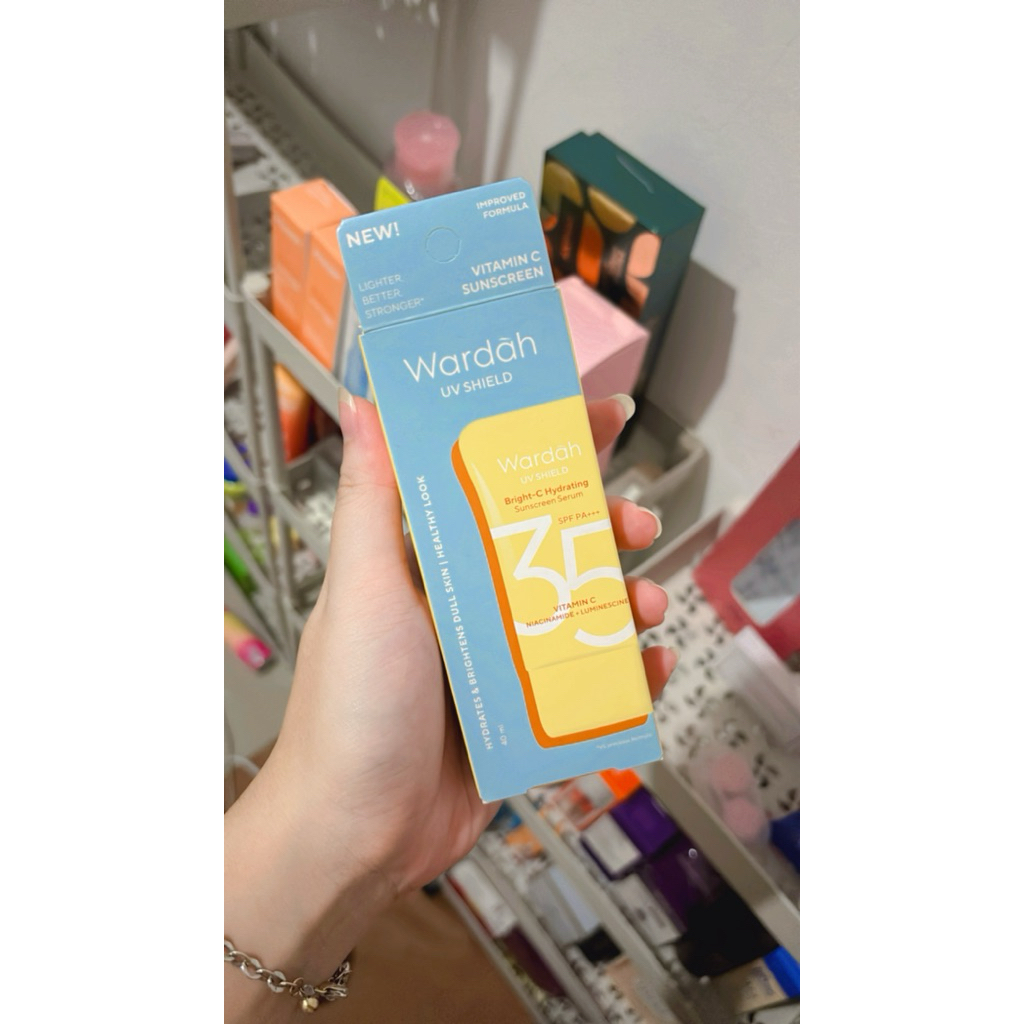 NEW!
IMPROVED
FORMULA
LIGHTER.
BETTER.
STRONGER*
VITAMIN C
SUNSCREEN
Wardah
UV SHIELD
Wardah
UV SHIELD
Bright-C Hydrating
Sunscreen Serum
SPF PA+++
35
VITAMIN C
NIACINAMIDE + LUMINESCINE
HYDRATES & BRIGHTENS DULL SKIN | HEALTHY LOOK
40 ml